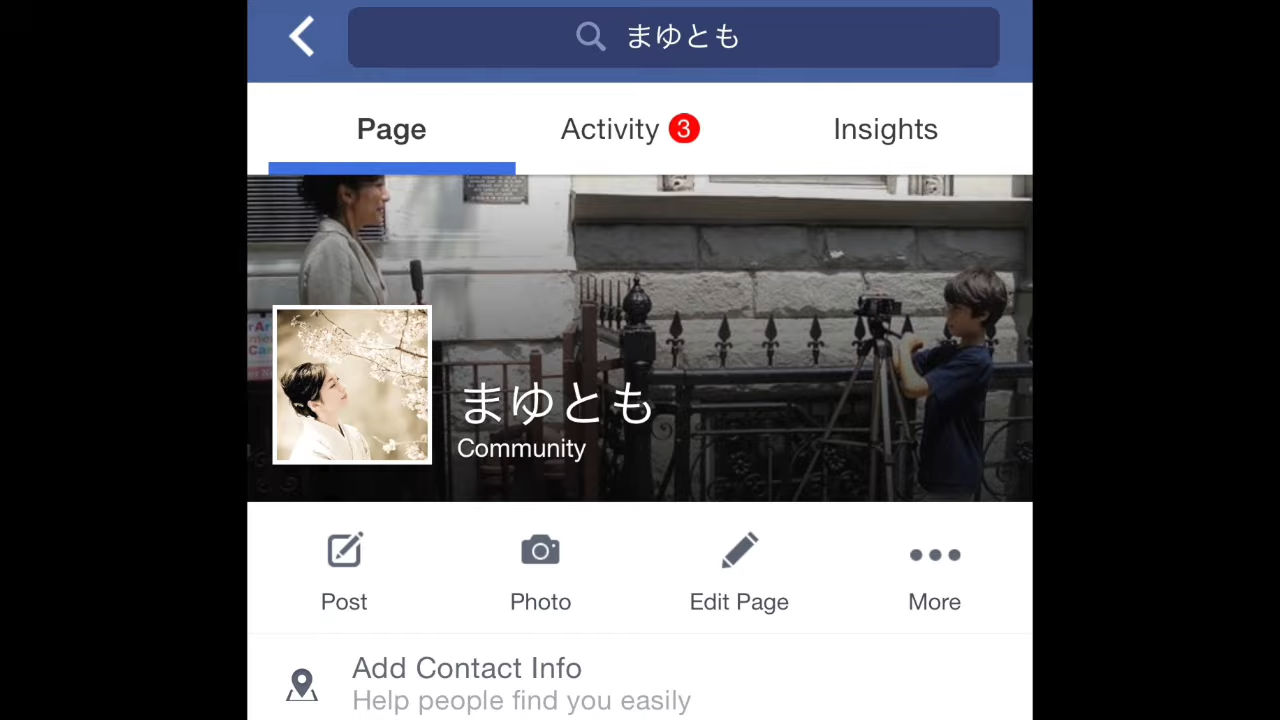 まゆとも
Page
Activity 3
Insights
まゆとも
Community
Post
Photo
Edit Page
More
Add Contact Info
Help people find you easily